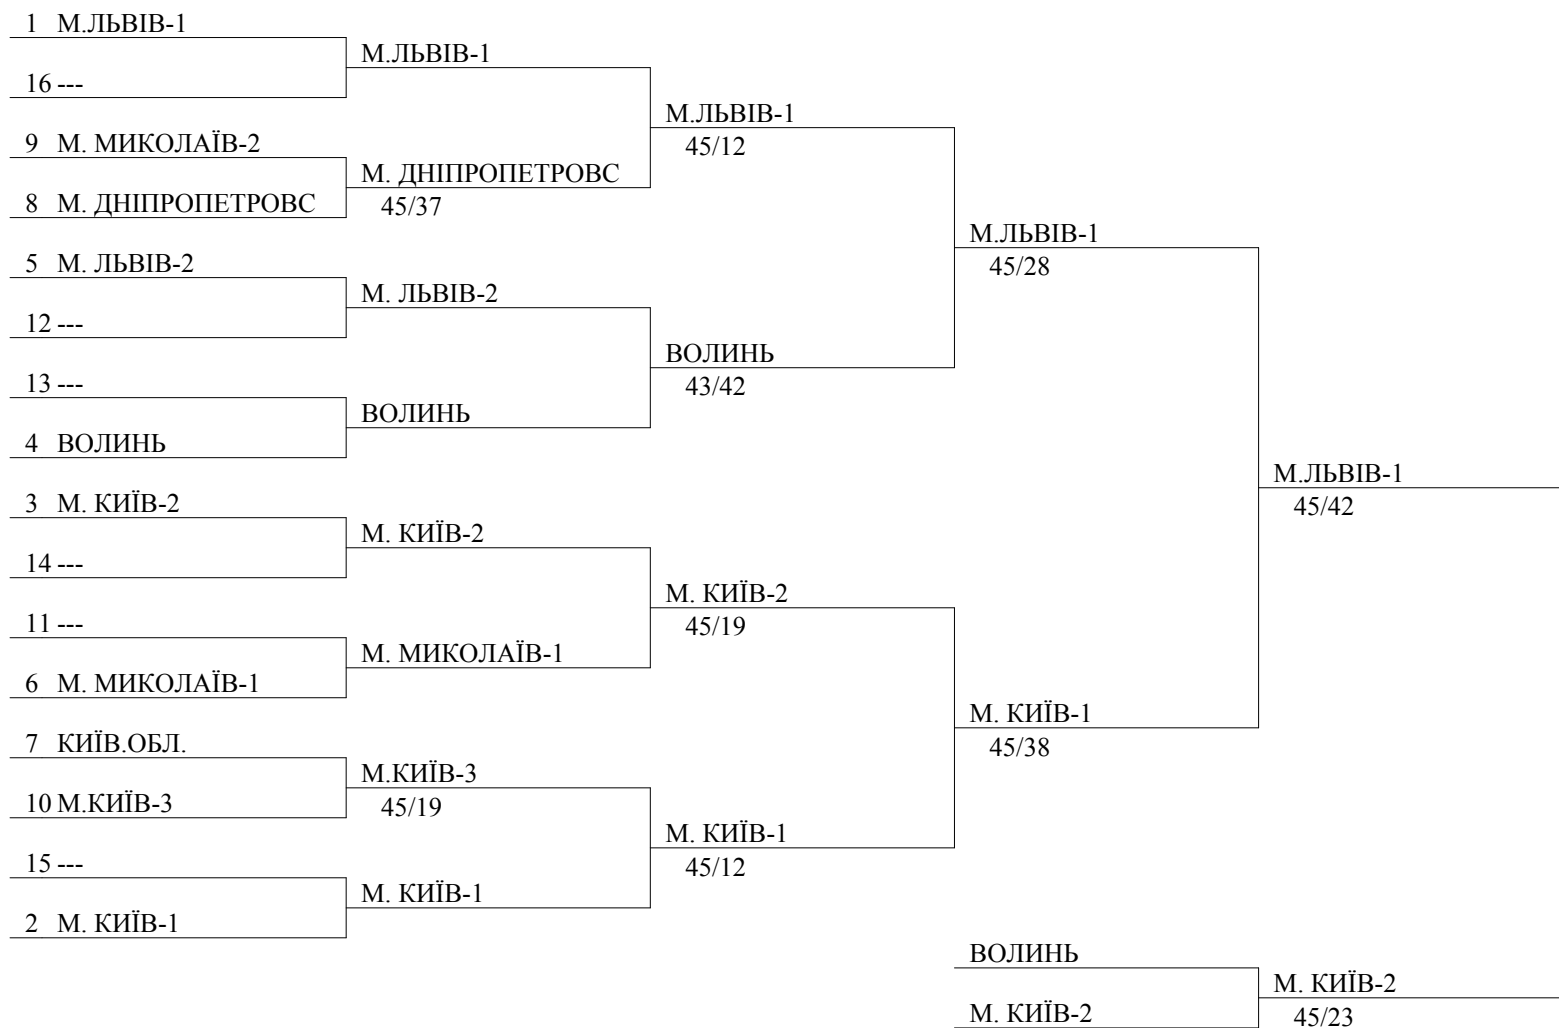 1 М.ЛЬВІВ-1
16 ---
9 М. МИКОЛАЇВ-2
8 М. ДНІПРОПЕТРОВС
5 М. ЛЬВІВ-2
12 ---
13 ---
4 ВОЛИНЬ
3 М. КИЇВ-2
14 ---
11 ---
6 М. МИКОЛАЇВ-1
7 КИЇВ.ОБЛ.
10 М.КИЇВ-3
15 ---
2 М. КИЇВ-1
М.ЛЬВІВ-1
М. ДНІПРОПЕТРОВС
45/37
М. ЛЬВІВ-2
ВОЛИНЬ
М. КИЇВ-2
М. МИКОЛАЇВ-1
М.КИЇВ-3
45/19
М. КИЇВ-1
М.ЛЬВІВ-1
45/12
ВОЛИНЬ
43/42
М. КИЇВ-2
45/19
М. КИЇВ-1
45/12
М.ЛЬВІВ-1
45/28
М. КИЇВ-1
45/38
М.ЛЬВІВ-1
45/42
ВОЛИНЬ
М. КИЇВ-2
М. КИЇВ-2
45/23